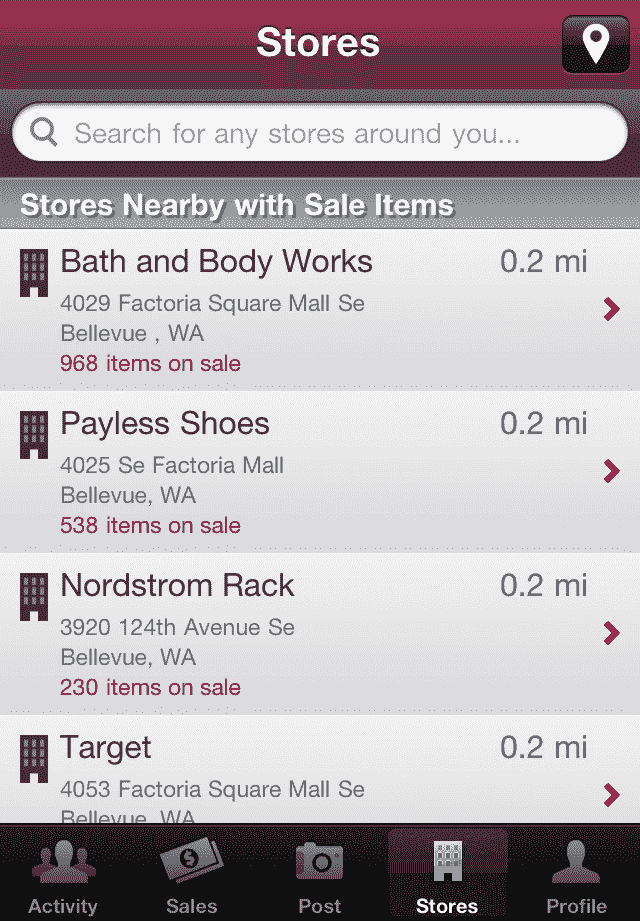 Stores
Search for any stores around you...
Stores Nearby with Sale Items
Bath and Body Works 0.2 mi
4029 Factoria Square Mall Se
Bellevue , WA
968 items on sale
Payless Shoes 0.2 mi
4025 Se Factoria Mall
Bellevue, WA
538 items on sale
Nordstrom Rack 0.2 mi
3920 124th Avenue Se
Bellevue, WA
230 items on sale
Target 0.2 mi
4053 Factoria Square Mall Se
Bellevue, WA
Activity Sales Post Stores Profile